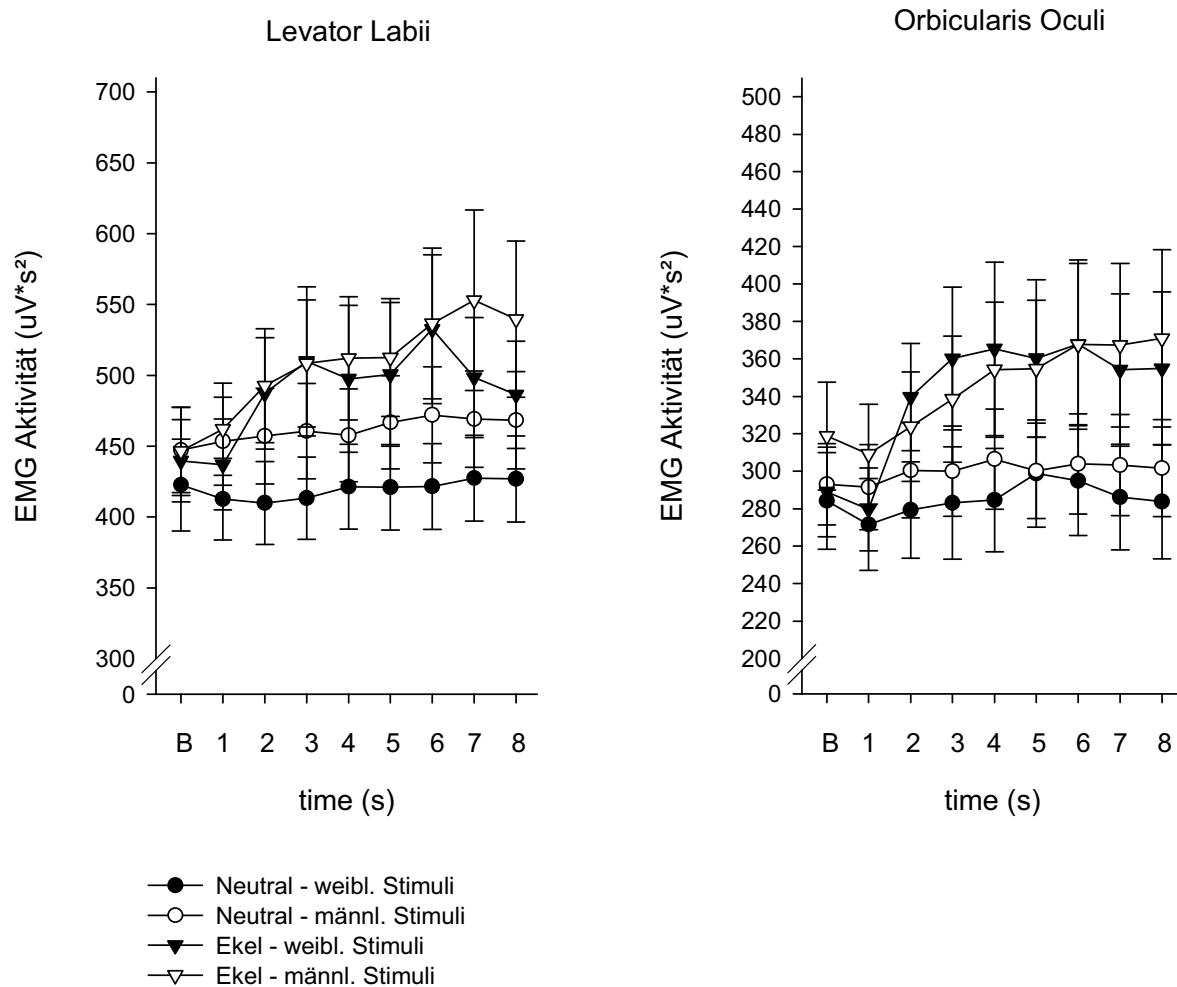 Levator Labii
EMG Aktivität (uV*s²)
700
650
600
550
500
450
400
350
300
0
B 1 2 3 4 5 6 7 8
time (s)
Orbicularis Oculi
EMG Aktivität (uV*s²)
500
480
460
440
420
400
380
360
340
320
300
280
260
240
220
200
0
B 1 2 3 4 5 6 7 8
time (s)
Neutral - weibl. Stimuli
Neutral - männl. Stimuli
Ekel - weibl. Stimuli
Ekel - männl. Stimuli